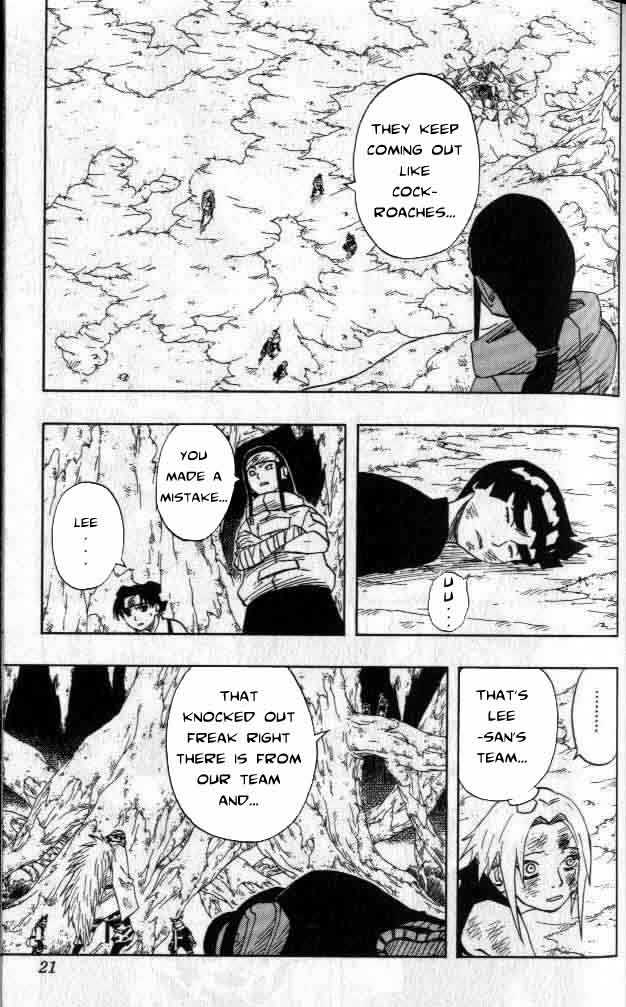 THEY KEEP
COMING OUT
LIKE
COCK-
ROACHES...
YOU
MADE A
MISTAKE...
LEE
...
UU...
THAT'S
LEE
-SAN'S
TEAM...
.......
THAT
KNOCKED OUT
FREAK RIGHT
THERE IS FROM
OUR TEAM
AND...
21